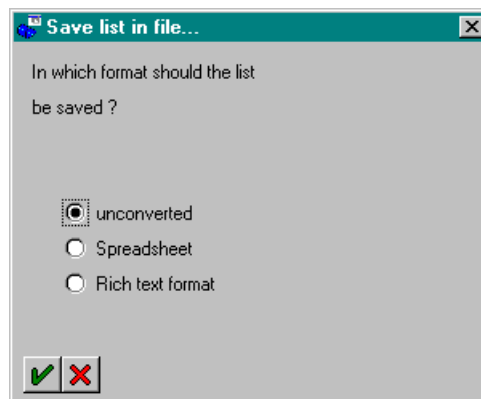 Save list in file...
In which format should the list
be saved ?
unconverted
Spreadsheet
Rich text format